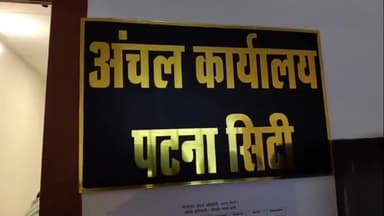 अंचल कार्यालय
पटना सिटी